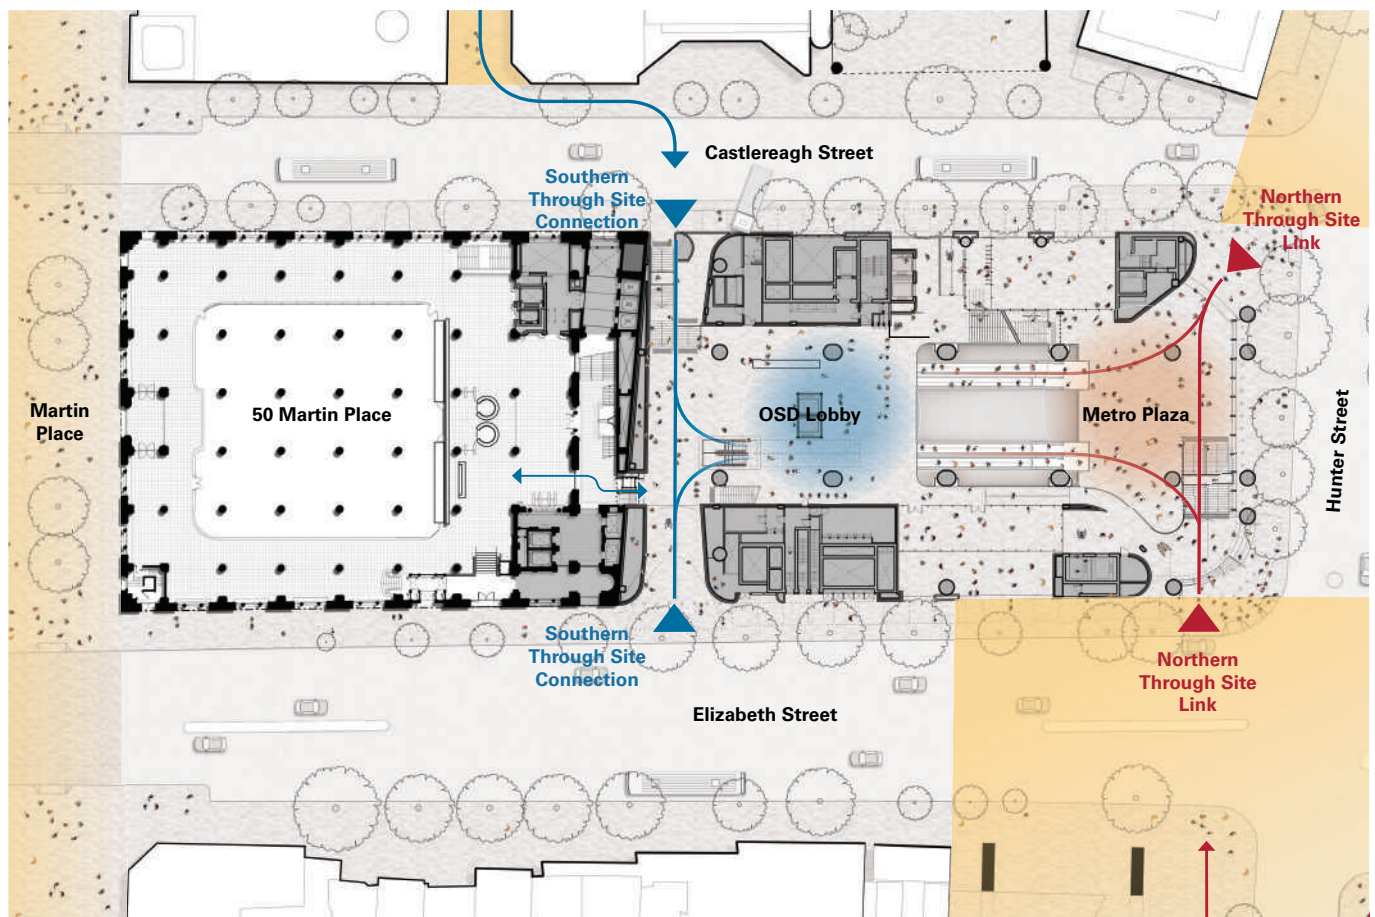 Castlereagh Street
Southern
Through Site
Connection
Northern
Through Site
Link
Martin
Place
50 Martin Place
OSD Lobby
Metro Plaza
Hunter Street
Southern
Through Site
Connection
Northern
Through Site
Link
Elizabeth Street